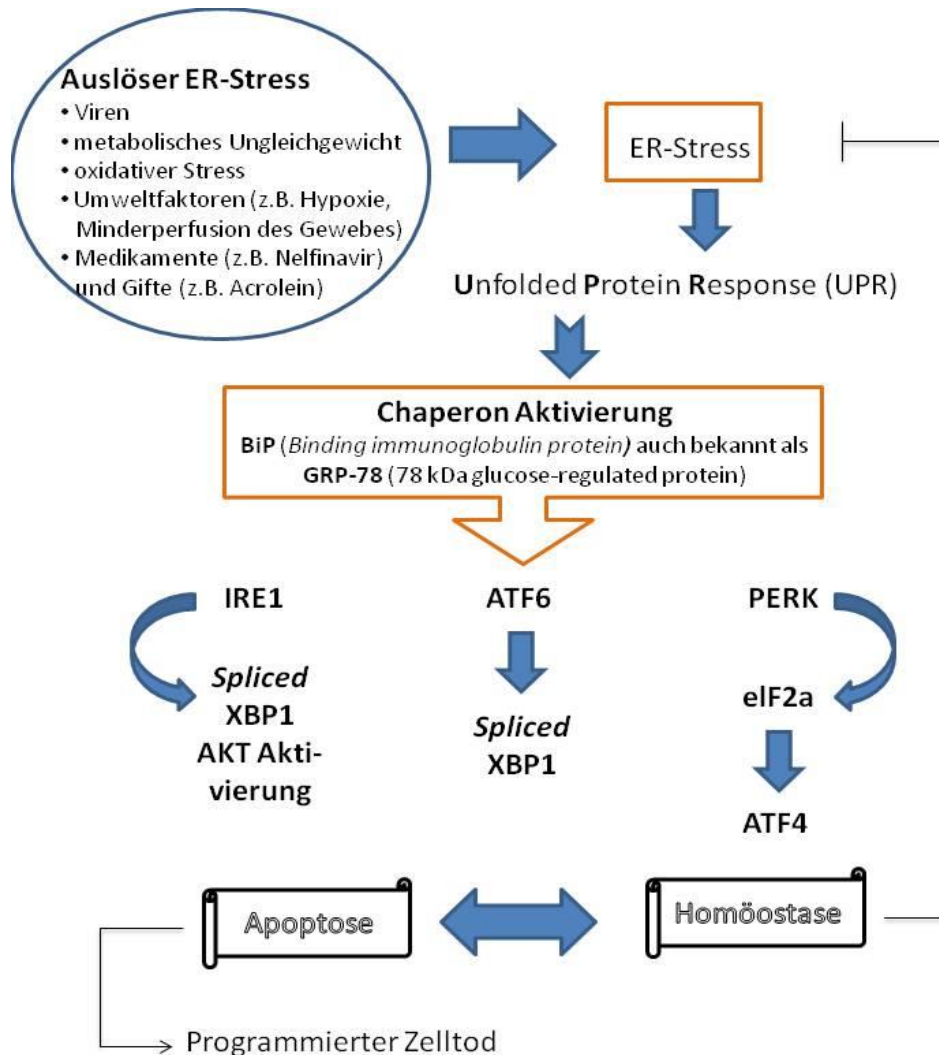 Auslöser ER-Stress
• Viren
• metabolisches Ungleichgewicht
• oxidativer Stress
• Umweltfaktoren (z.B. Hypoxie,
Minderperfusion des Gewebes)
• Medikamente (z.B. Nelfinavir)
und Gifte (z.B. Acrolein)
ER-Stress
Unfolded Protein Response (UPR)
Chaperon Aktivierung
BiP (Binding immunoglobulin protein) auch bekannt als
GRP-78 (78 kDa glucose-regulated protein)
IRE1
ATF6
PERK
Spliced
XBP1
AKT Akti-
vierung
Spliced
XBP1
eIF2a
ATF4
Apoptose
Homöostase
Programmierter Zelltod